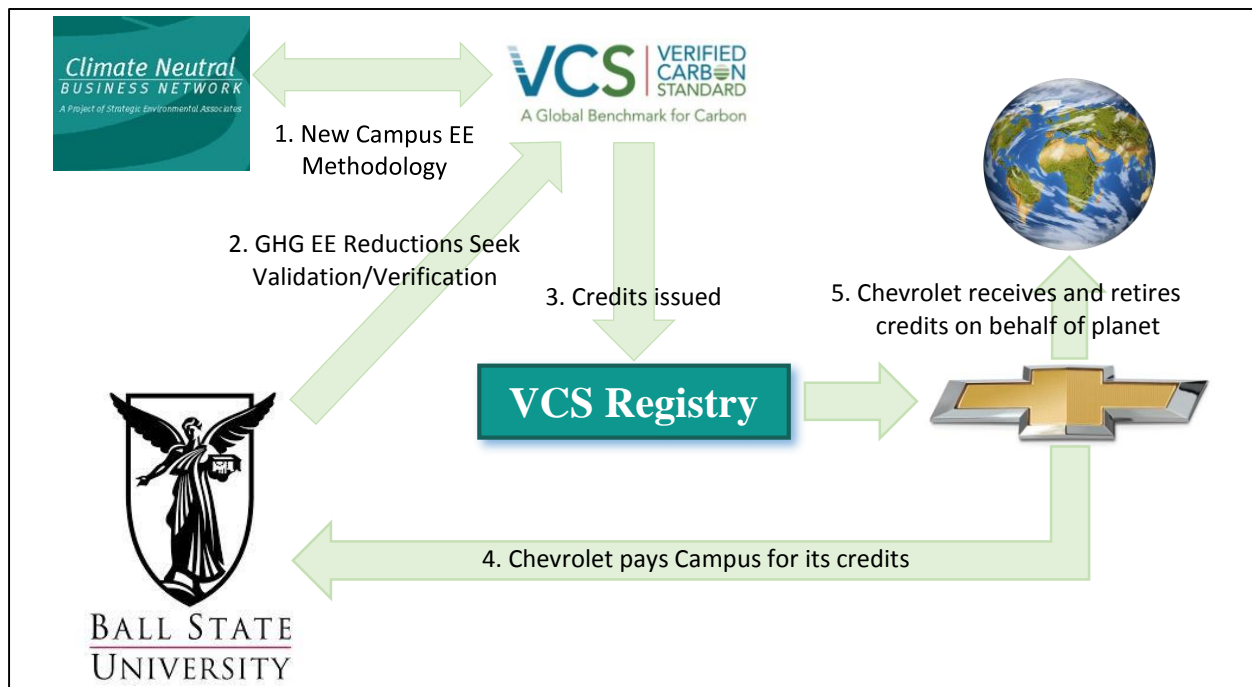 Climate Neutral
BUSINESS NETWORK
A Project of Strategic Environmental Associates
VCS
VERIFIED
CARBON
STANDARD
A Global Benchmark for Carbon
1. New Campus EE
Methodology
2. GHG EE Reductions Seek
Validation/Verification
3. Credits issued
5. Chevrolet receives and retires
credits on behalf of planet
VCS Registry
4. Chevrolet pays Campus for its credits
BALL STATE
UNIVERSITY